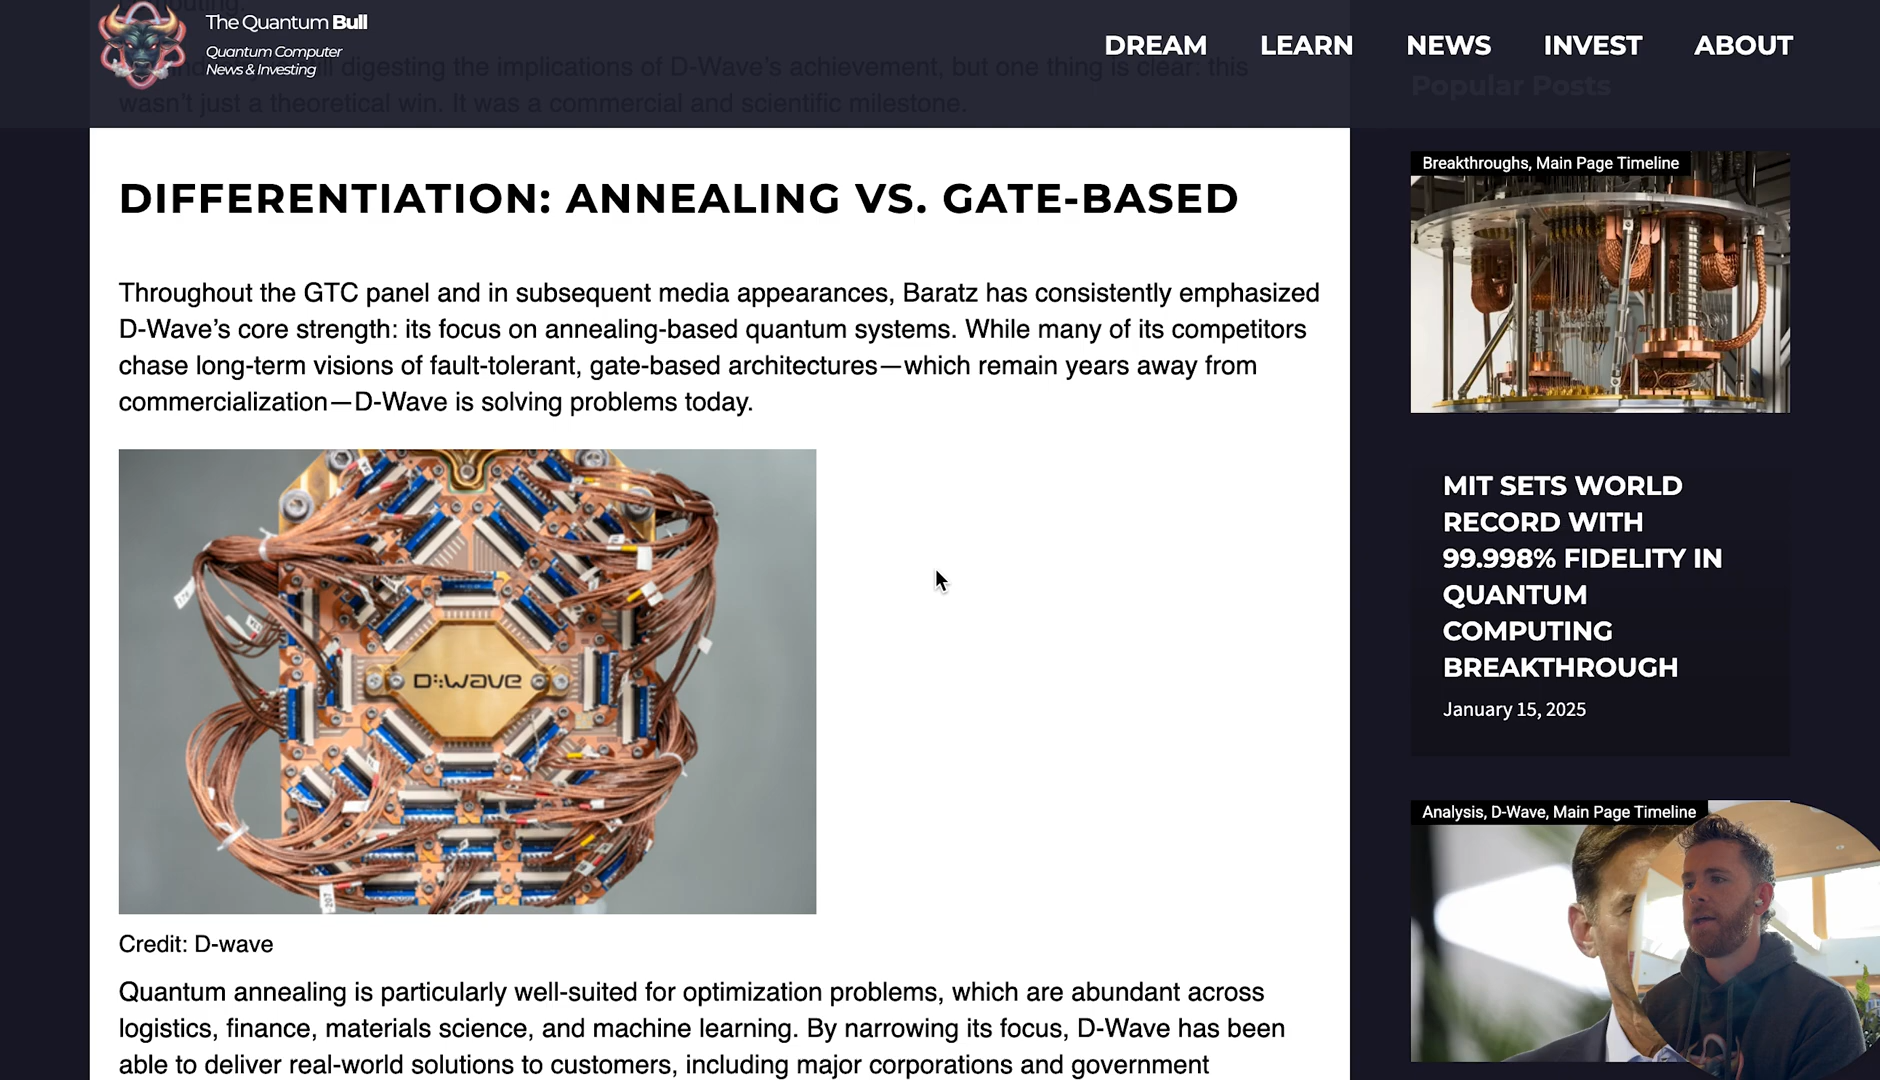 The Quantum Bull
Quantum Computer
News & Investing
DREAM
LEARN
NEWS
INVEST
ABOUT
digesting the implications of D-Wave's achievement, but one thing is clear: this
wasn't just a theoretical win. It was a commercial and scientific milestone.
DIFFERENTIATION: ANNEALING VS. GATE-BASED
Throughout the GTC panel and in subsequent media appearances, Baratz has consistently emphasized
D-Wave's core strength: its focus on annealing-based quantum systems. While many of its competitors
chase long-term visions of fault-tolerant, gate-based architectures—which remain years away from
commercialization—D-Wave is solving problems today.
D:wave
Credit: D-wave
Quantum annealing is particularly well-suited for optimization problems, which are abundant across
logistics, finance, materials science, and machine learning. By narrowing its focus, D-Wave has been
able to deliver real-world solutions to customers, including major corporations and government
Popular Posts
Breakthroughs, Main Page Timeline
MIT SETS WORLD
RECORD WITH
99.998% FIDELITY IN
QUANTUM
COMPUTING
BREAKTHROUGH
January 15, 2025
Analysis, D-Wave, Main Page Timeline